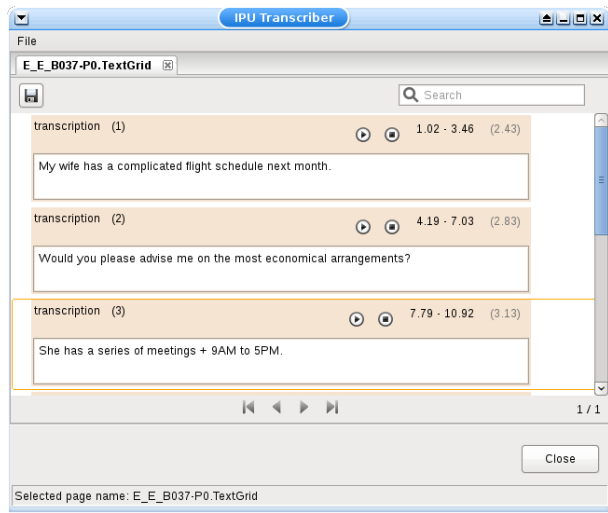 IPU Transcriber
File
E_E_B037-P0.TextGrid
Search
transcription (1) 1.02 - 3.46 (2.43)
My wife has a complicated flight schedule next month.
transcription (2) 4.19 - 7.03 (2.83)
Would you please advise me on the most economical arrangements?
transcription (3) 7.79 - 10.92 (3.13)
She has a series of meetings + 9AM to 5PM.
1 / 1
Close
Selected page name: E_E_B037-P0.TextGrid